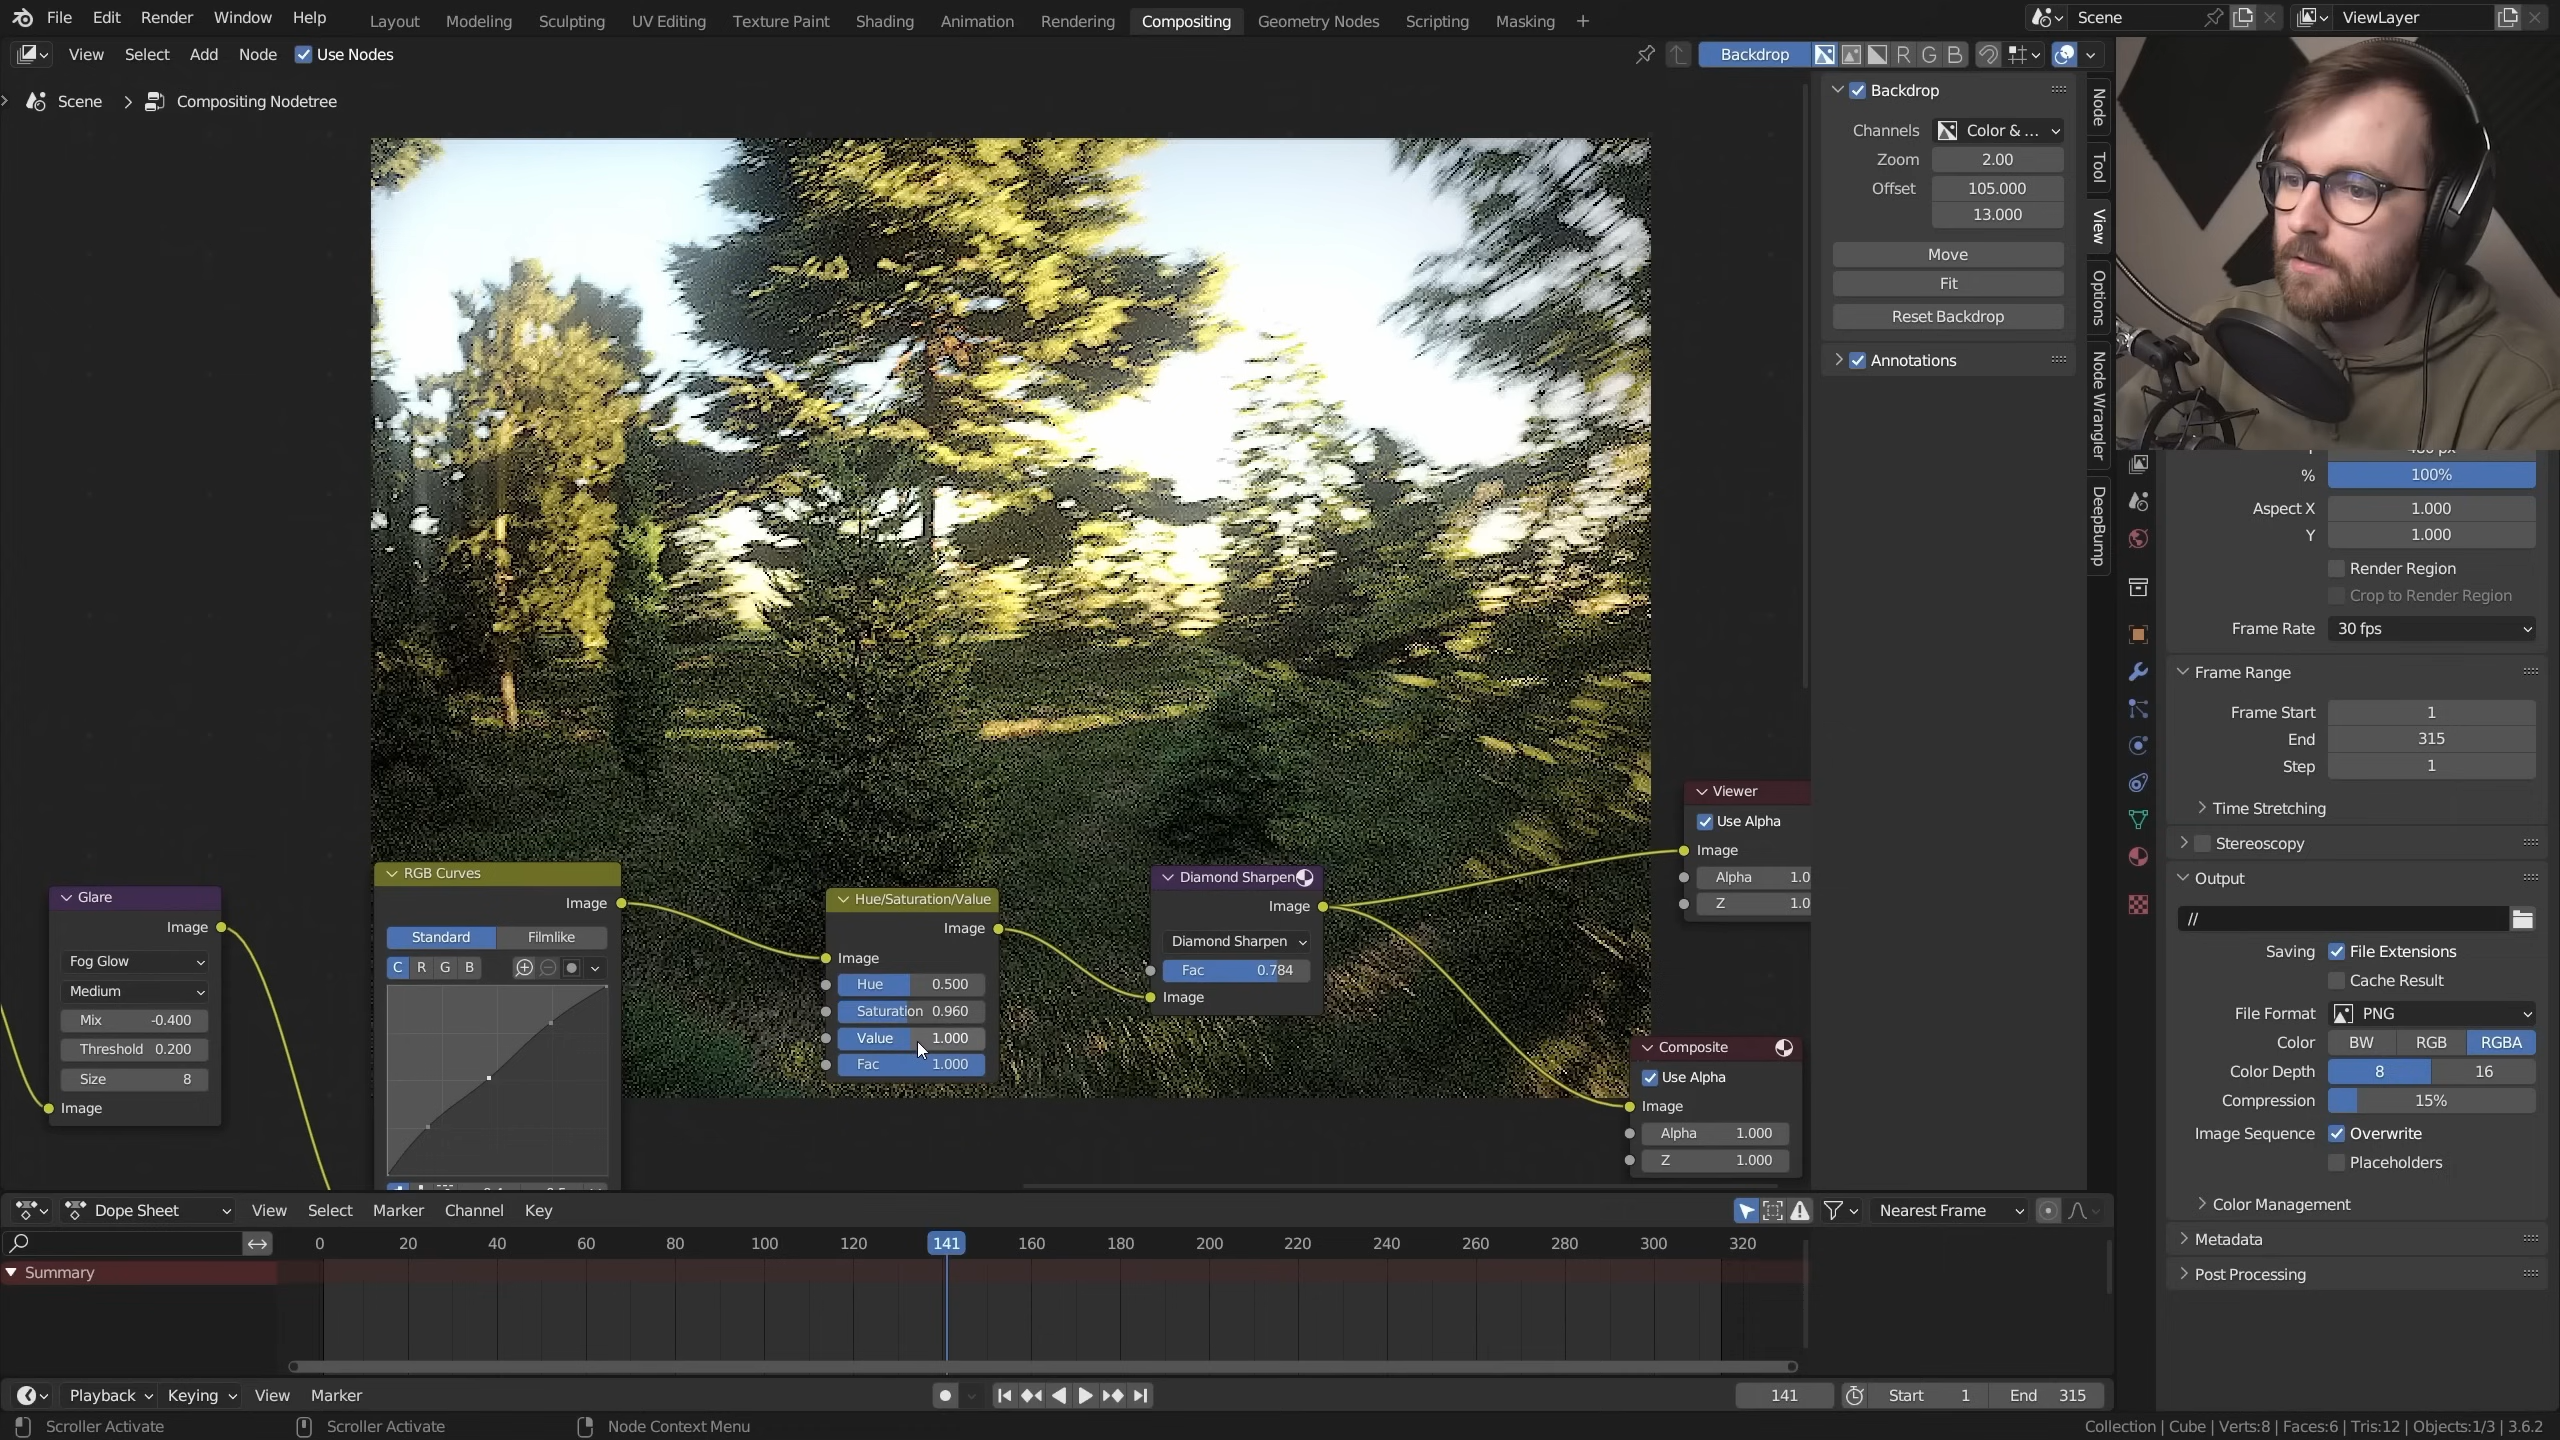 File Edit Render Window Help Layout Modeling Sculpting UV Editing Texture Paint Shading Animation Rendering Compositing Geometry Nodes Scripting Masking + Scene ViewLayer
View Select Add Node Use Nodes Backdrop R G B
Scene > Compositing Nodetree
Backdrop
Channels Color & ...
Zoom 2.00
Offset 105.000
13.000
Move
Fit
Reset Backdrop
Annotations
Node
Tool
View
Options
Node Wrangler
DeepBump
% 100%
Aspect X 1.000
Y 1.000
Render Region
Crop to Render Region
Frame Rate 30 fps
Frame Range
Frame Start 1
End 315
Step 1
Time Stretching
Stereoscopy
Output
//
Saving File Extensions
Cache Result
File Format PNG
Color BW RGB RGBA
Color Depth 8 16
Compression 15%
Image Sequence Overwrite
Placeholders
Color Management
Metadata
Post Processing
Glare
Image
Fog Glow
Medium
Mix -0.400
Threshold 0.200
Size 8
Image
RGB Curves
Image
Standard Filmlike
C R G B
Hue/Saturation/Value
Image
Image
Hue 0.500
Saturation 0.960
Value 1.000
Fac 1.000
Diamond Sharpen
Image
Diamond Sharpen
Fac 0.784
Image
Viewer
Use Alpha
Image
Alpha 1.0
Z 1.0
Composite
Use Alpha
Image
Alpha 1.000
Z 1.000
Dope Sheet View Select Marker Channel Key Nearest Frame
0 20 40 60 80 100 120 141 160 180 200 220 240 260 280 300 320
Summary
Playback Keying View Marker 141 Start 1 End 315
Scroller Activate Scroller Activate Node Context Menu Collection | Cube | Verts:8 | Faces:6 | Tris:12 | Objects:1/3 | 3.6.2